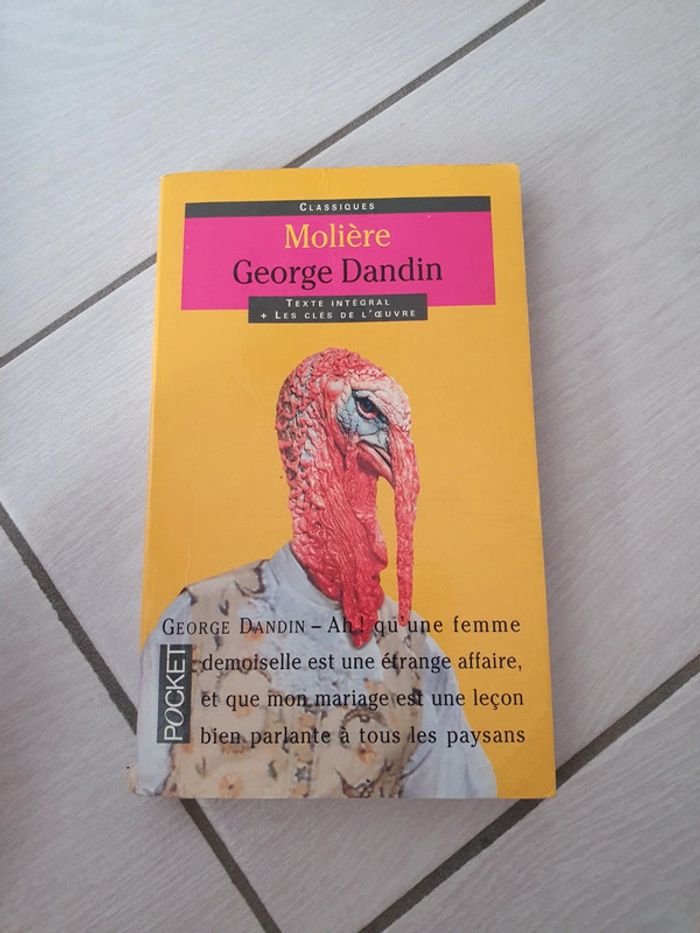 CLASSIQUES
Molière
George Dandin
TEXTE INTÉGRAL
+ LES CLÉS DE L'ŒUVRE
GEORGE DANDIN – Ah! qu'une femme
demoiselle est une étrange affaire,
et que mon mariage est une leçon
bien parlante à tous les paysans
POCKET